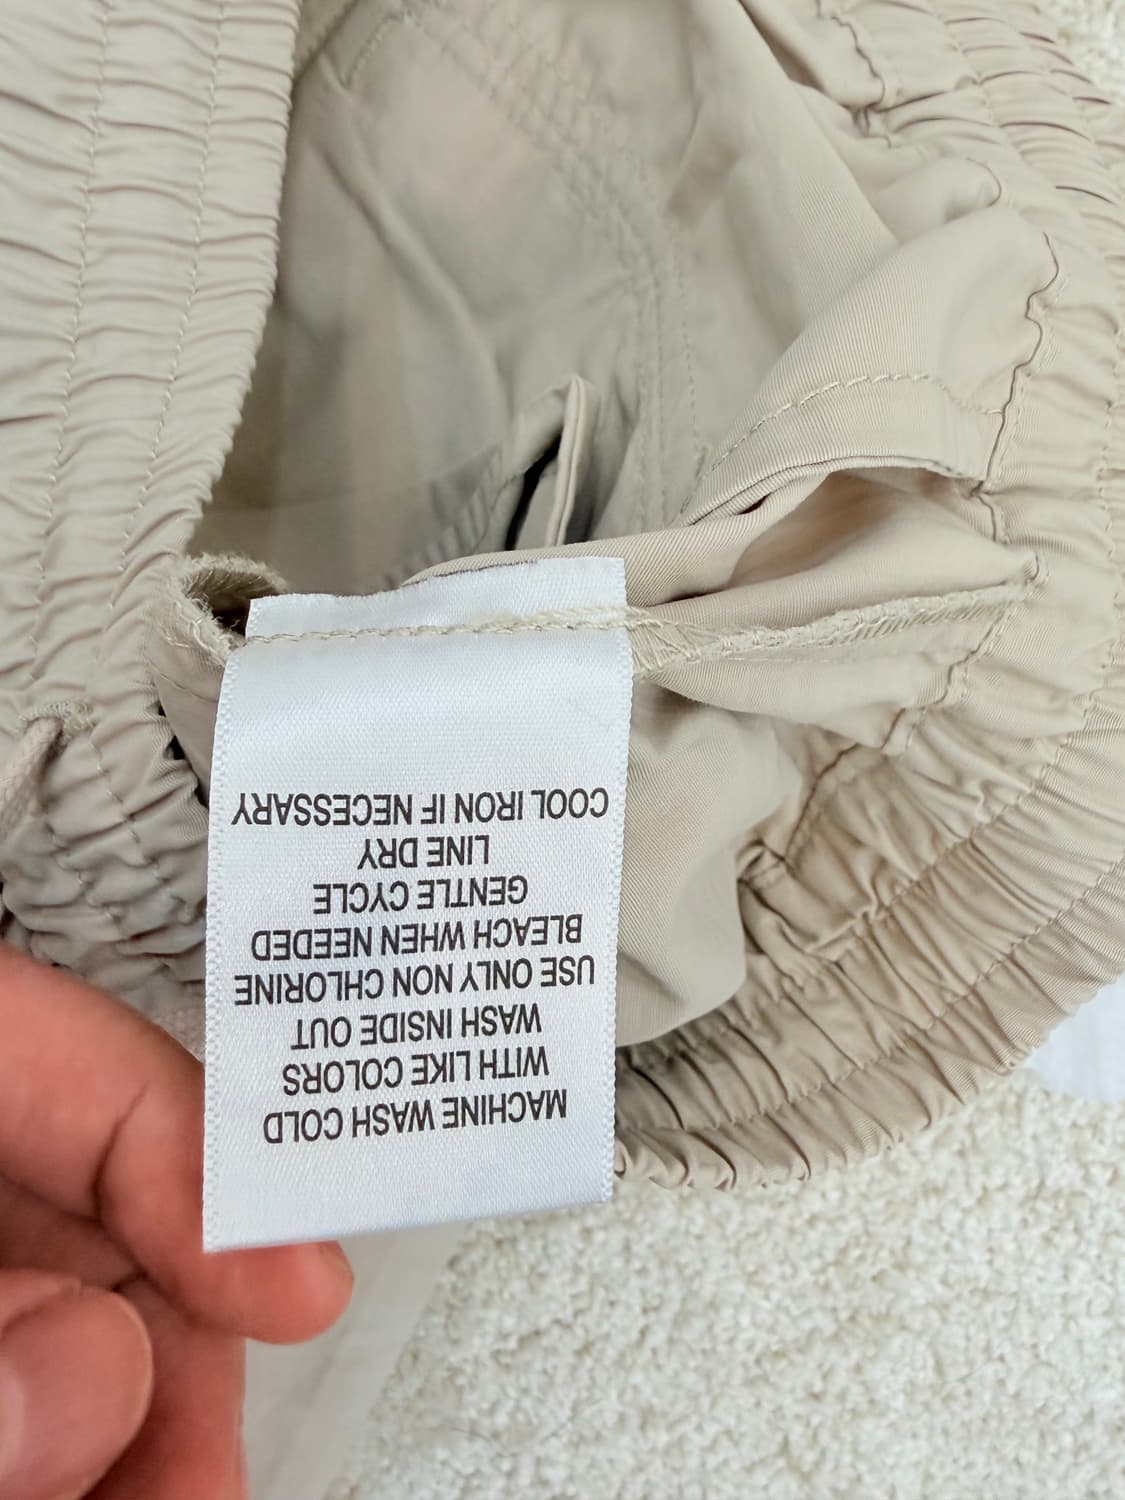 MACHINE WASH COLD
WITH LIKE COLORS
WASH INSIDE OUT
USE ONLY NON CHLORINE
BLEACH WHEN NEEDED
GENTLE CYCLE
LINE DRY
COOL IRON IF NECESSARY